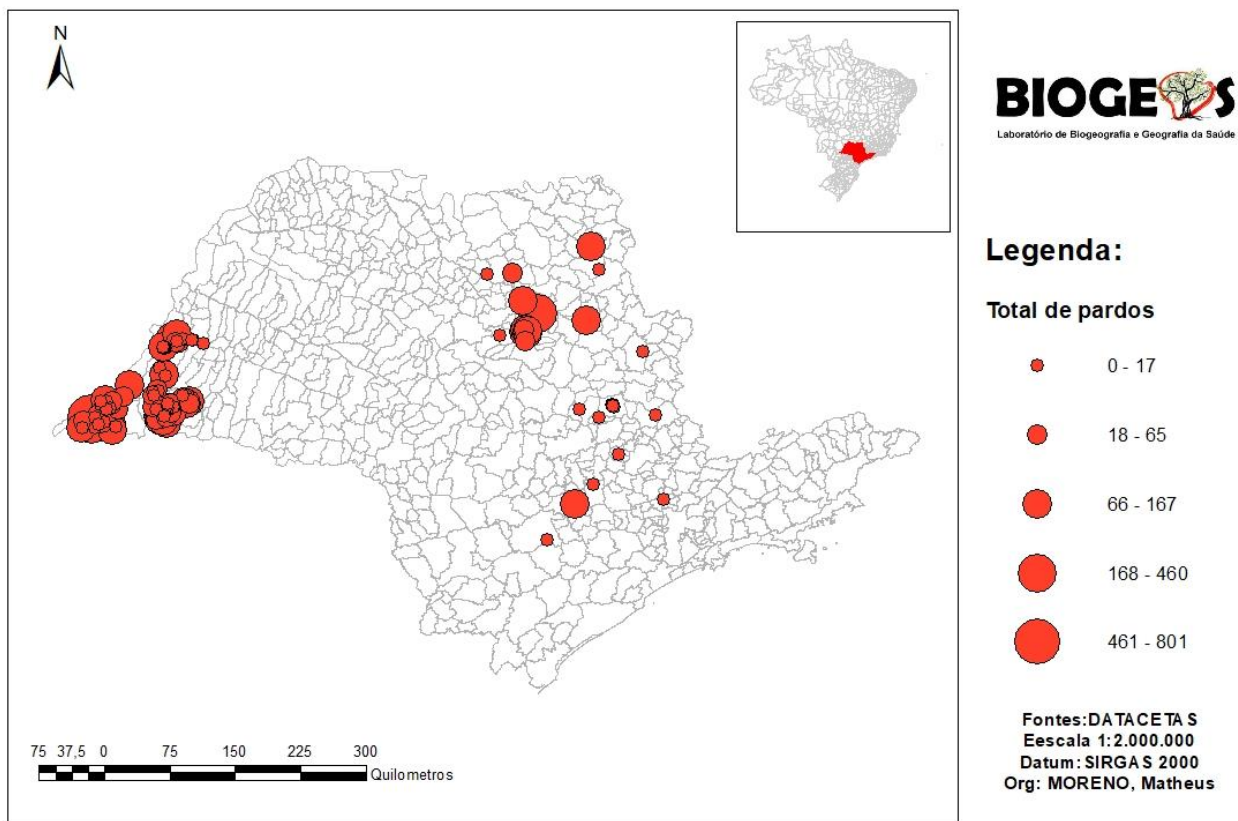 N
BIOGEOS
Laboratório de Biogeografia e Geografia da Saúde
Legenda:
Total de pardos
0 - 17
18 - 65
66 - 167
168 - 460
461 - 801
75 37,5 0 75 150 225 300
Quilometros
Fontes:DATACETAS
Eescala 1:2.000.000
Datum: SIRGAS 2000
Org: MORENO, Matheus